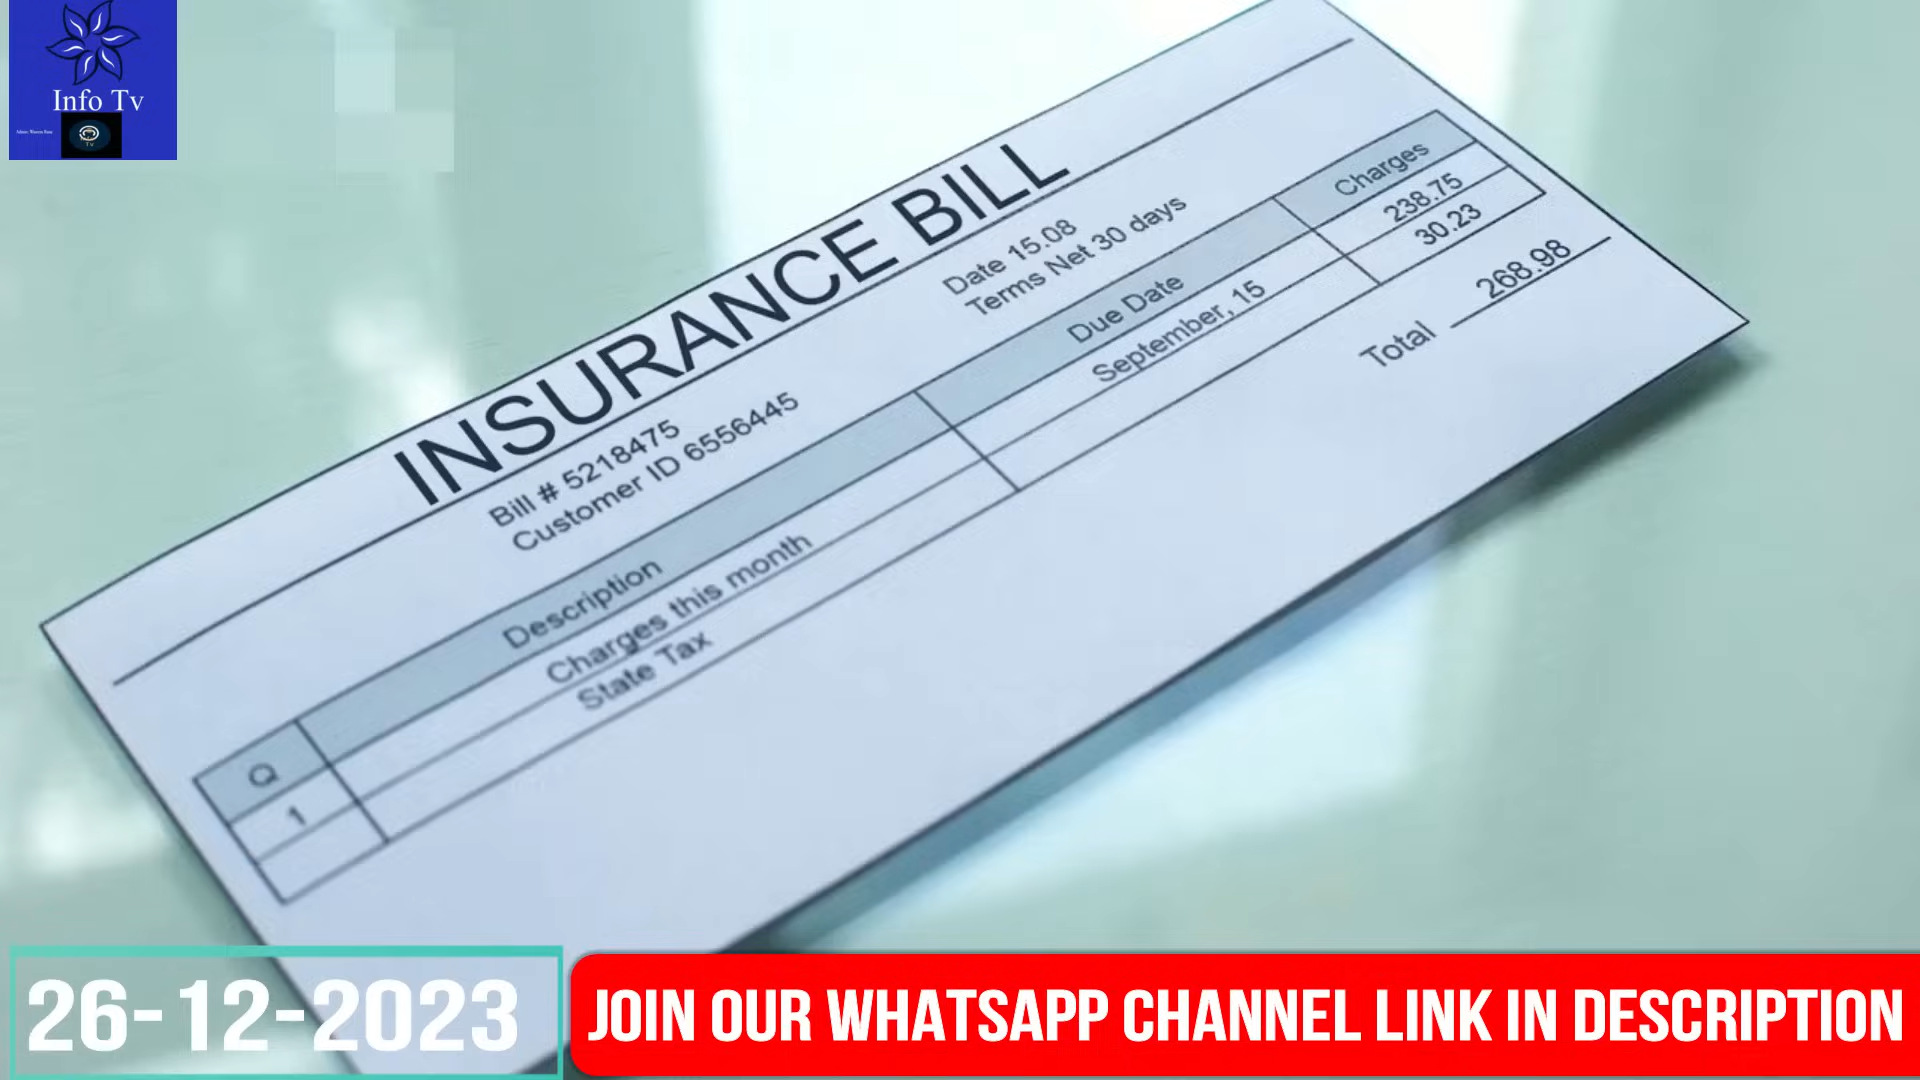 Info Tv
TV
INSURANCE BILL
Bill # 5218475
Customer ID 6556445
Date 15.08
Terms Net 30 days
Q Description Due Date Charges
1 Charges this month September, 15 238.75
State Tax 30.23
Total 268.98
26-12-2023
JOIN OUR WHATSAPP CHANNEL LINK IN DESCRIPTION